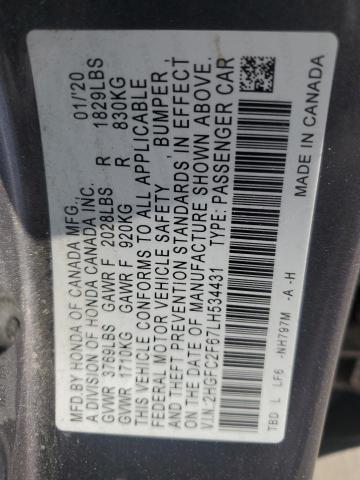 MFD. BY HONDA OF CANADA MFG., 01/'20
A DIVISION OF HONDA CANADA INC.
GVWR 3769LBS GAWR F 2028LBS R 1829LBS
GVWR 1710KG GAWR F 920KG R 830KG
THIS VEHICLE CONFORMS TO ALL APPLICABLE
FEDERAL MOTOR VEHICLE SAFETY, BUMPER,
AND THEFT PREVENTION STANDARDS, IN EFFECT
ON THE DATE OF MANUFACTURE SHOWN ABOVE.
V.I.N. 2HGFC2F67LH534431 TYPE: PASSENGER CAR
TBD L LF6 -NH797M -A -H MADE IN CANADA